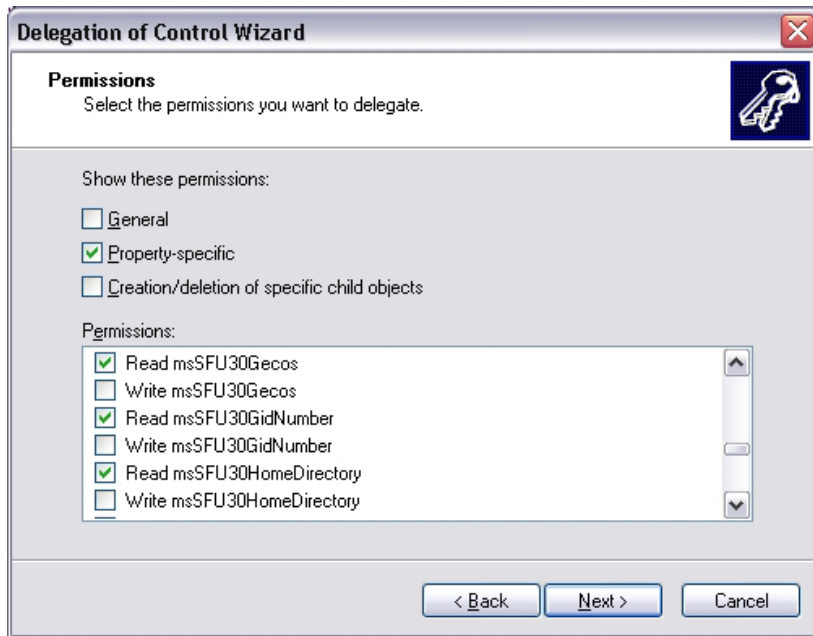 Delegation of Control Wizard
Permissions
Select the permissions you want to delegate.
Show these permissions:
General
Property-specific
Creation/deletion of specific child objects
Permissions:
Read msSFU30Gecos
Write msSFU30Gecos
Read msSFU30GidNumber
Write msSFU30GidNumber
Read msSFU30HomeDirectory
Write msSFU30HomeDirectory
< Back Next > Cancel